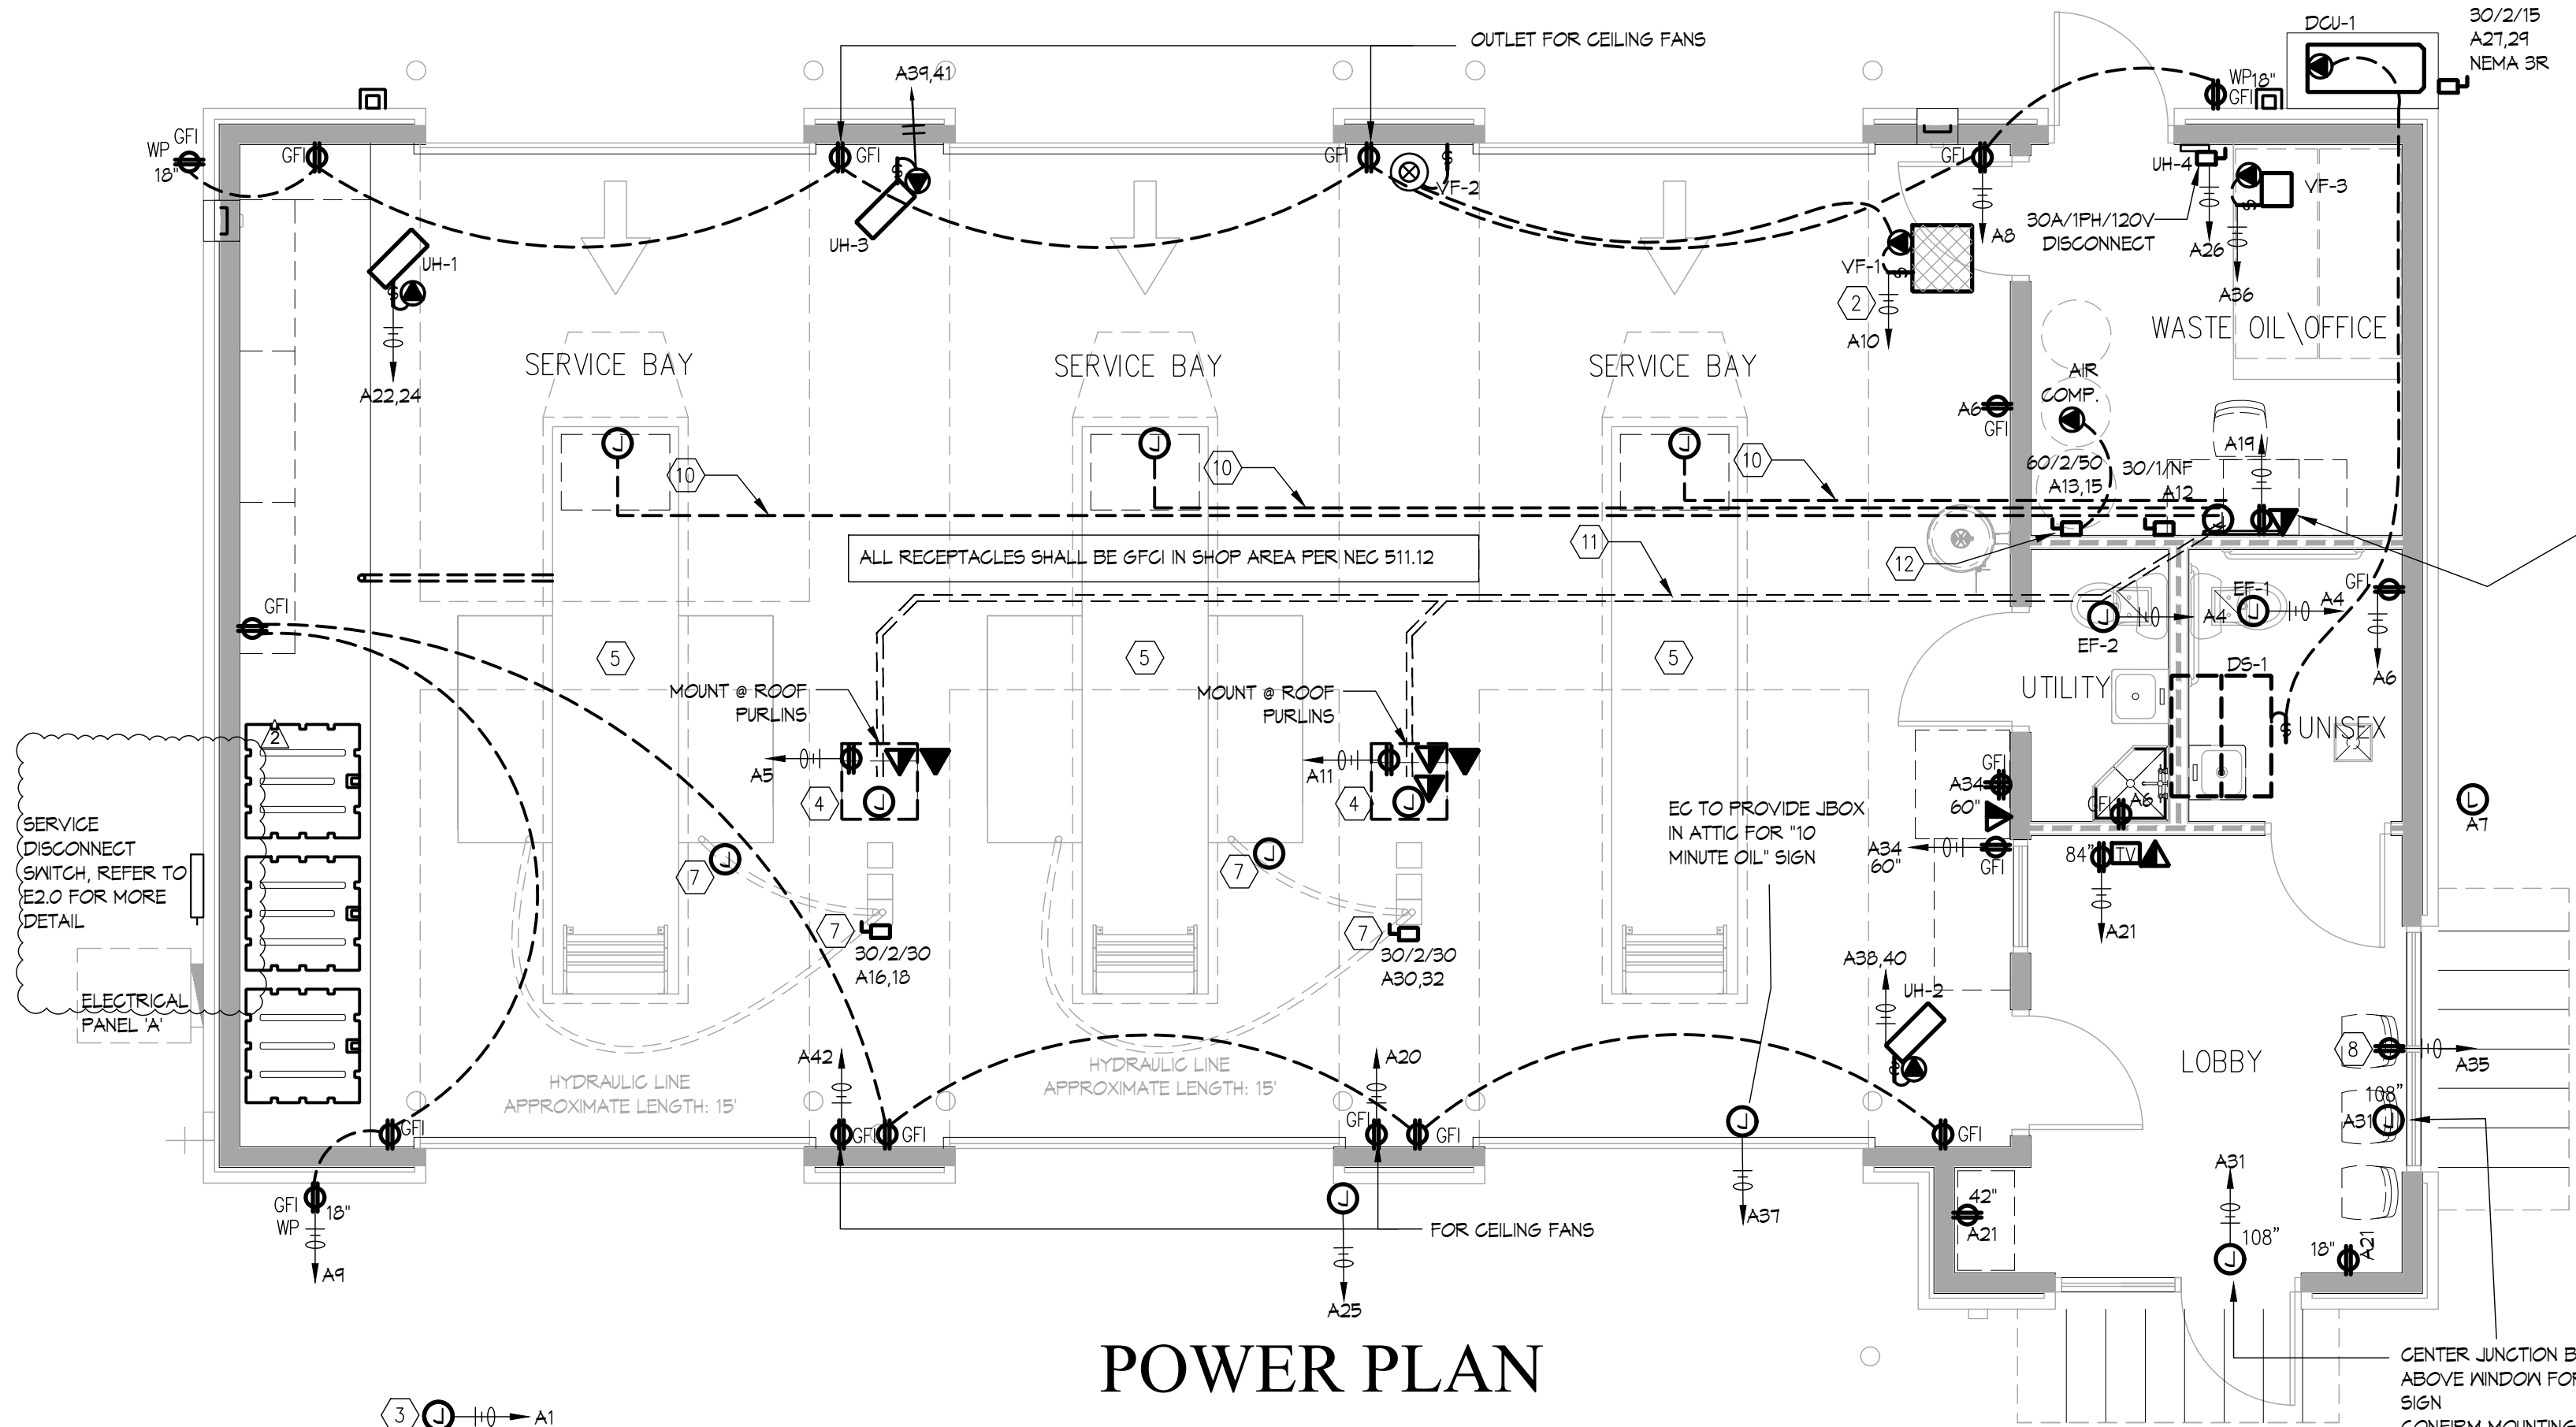 OUTLET FOR CEILING FANS
DCU-1
30/2/15
A27,29
NEMA 3R
A39,41
WP
18"
GFI
GFI
WP
18"
GFI
GFI
GFI
GFI
UH-3
VF-2
UH-4
VF-3
30A/1PH/120V
DISCONNECT
A8
A26
A36
UH-1
VF-1
2
A10
A22,24
SERVICE BAY
SERVICE BAY
SERVICE BAY
WASTE OIL\OFFICE
AIR
COMP.
A6
GFI
A19
10
10
10
60/2/50
A13,15
30/1/NF
A12
ALL RECEPTACLES SHALL BE GFCI IN SHOP AREA PER NEC 511.12
11
12
GFI
GFI
EF-1
A4
A4
EF-2
5
5
5
A6
MOUNT @ ROOF
PURLINS
MOUNT @ ROOF
PURLINS
UTILITY
DS-1
UNISEX
2
A5
A11
4
4
GFI
A34
60"
GFI
A6
A7
SERVICE
DISCONNECT
SWITCH, REFER TO
E2.0 FOR MORE
DETAIL
EC TO PROVIDE JBOX
IN ATTIC FOR "10
MINUTE OIL" SIGN
A34
60"
GFI
84"
TV
A21
7
7
7
7
30/2/30
A16,18
30/2/30
A30,32
A38,40
UH-2
ELECTRICAL
PANEL 'A'
HYDRAULIC LINE
APPROXIMATE LENGTH: 15'
HYDRAULIC LINE
APPROXIMATE LENGTH: 15'
A42
A20
LOBBY
8
A35
108"
A31
GFI
GFI
GFI
GFI
GFI
GFI
GFI
WP
18"
A9
FOR CEILING FANS
A25
A37
42"
A21
A31
108"
18"
A21
POWER PLAN
CENTER JUNCTION B
ABOVE WINDOW FOR
SIGN
CONFIRM MOUNTING
3
A1